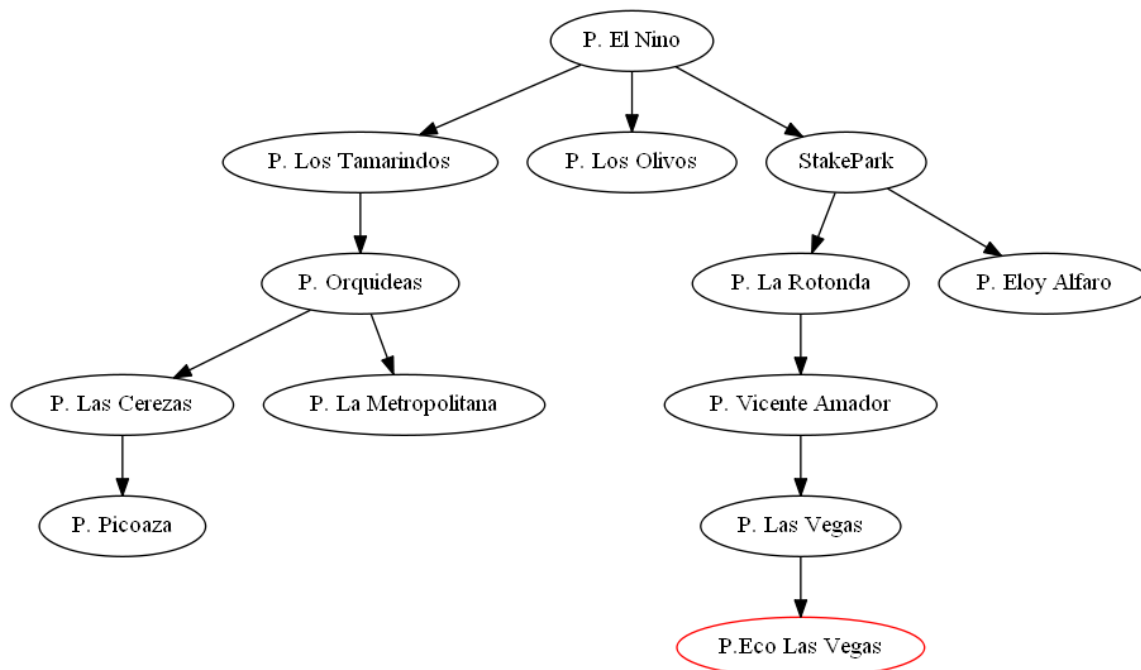 P. El Nino
P. Los Tamarindos
P. Los Olivos
StakePark
P. Orquideas
P. La Rotonda
P. Eloy Alfaro
P. Las Cerezas
P. La Metropolitana
P. Vicente Amador
P. Picoaza
P. Las Vegas
P.Eco Las Vegas